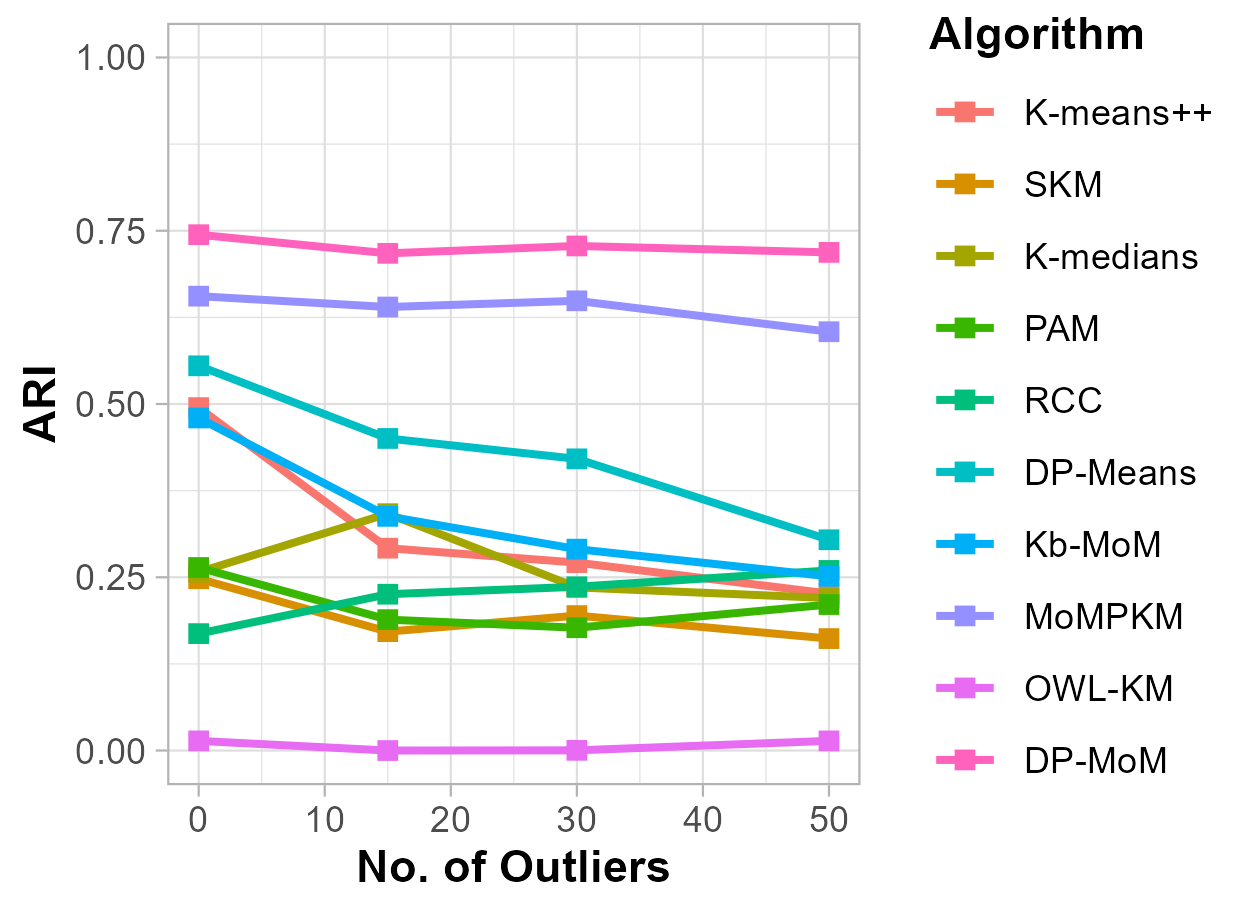 Algorithm
1.00
0.75
0.50
0.25
0.00
ARI
0 10 20 30 40 50
No. of Outliers
K-means++
SKM
K-medians
PAM
RCC
DP-Means
Kb-MoM
MoMPKM
OWL-KM
DP-MoM